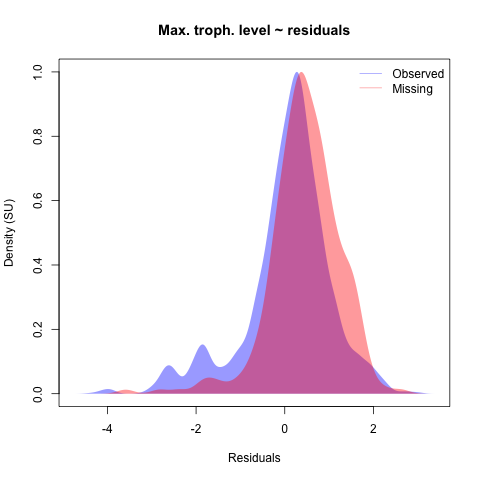 Max. troph. level ~ residuals
Observed
Missing
Density (SU)
1.0
0.8
0.6
0.4
0.2
0.0
-4
-2
0
2
Residuals